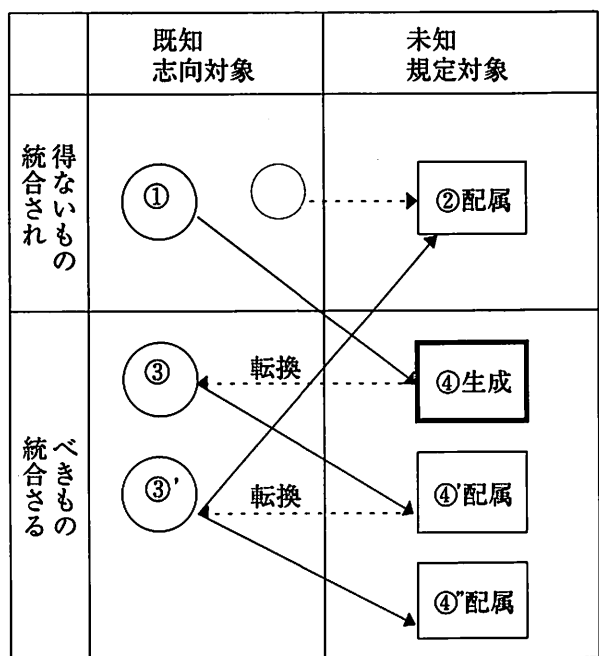 既知
志向対象
未知
規定対象
統合され
得ないもの
①
②配属
③
転換
④生成
③'
転換
④'配属
④"配属
統合さる
べきもの